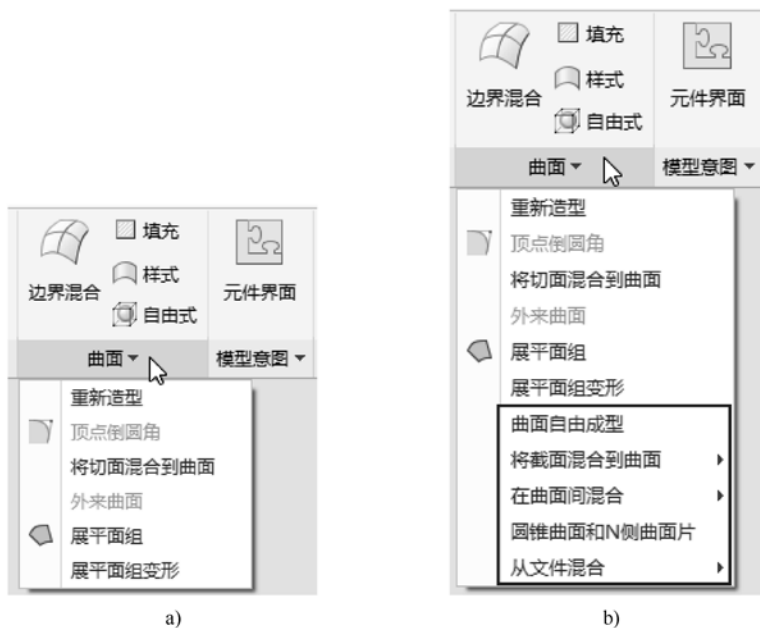 填充
样式
边界混合
自由式
元件界面
曲面
模型意图
重新造型
顶点倒圆角
将切面混合到曲面
外来曲面
展平面组
展平面组变形
a)
填充
样式
边界混合
自由式
元件界面
曲面
模型意图
重新造型
顶点倒圆角
将切面混合到曲面
外来曲面
展平面组
展平面组变形
曲面自由成型
将截面混合到曲面
在曲面间混合
圆锥曲面和N侧曲面片
从文件混合
b)